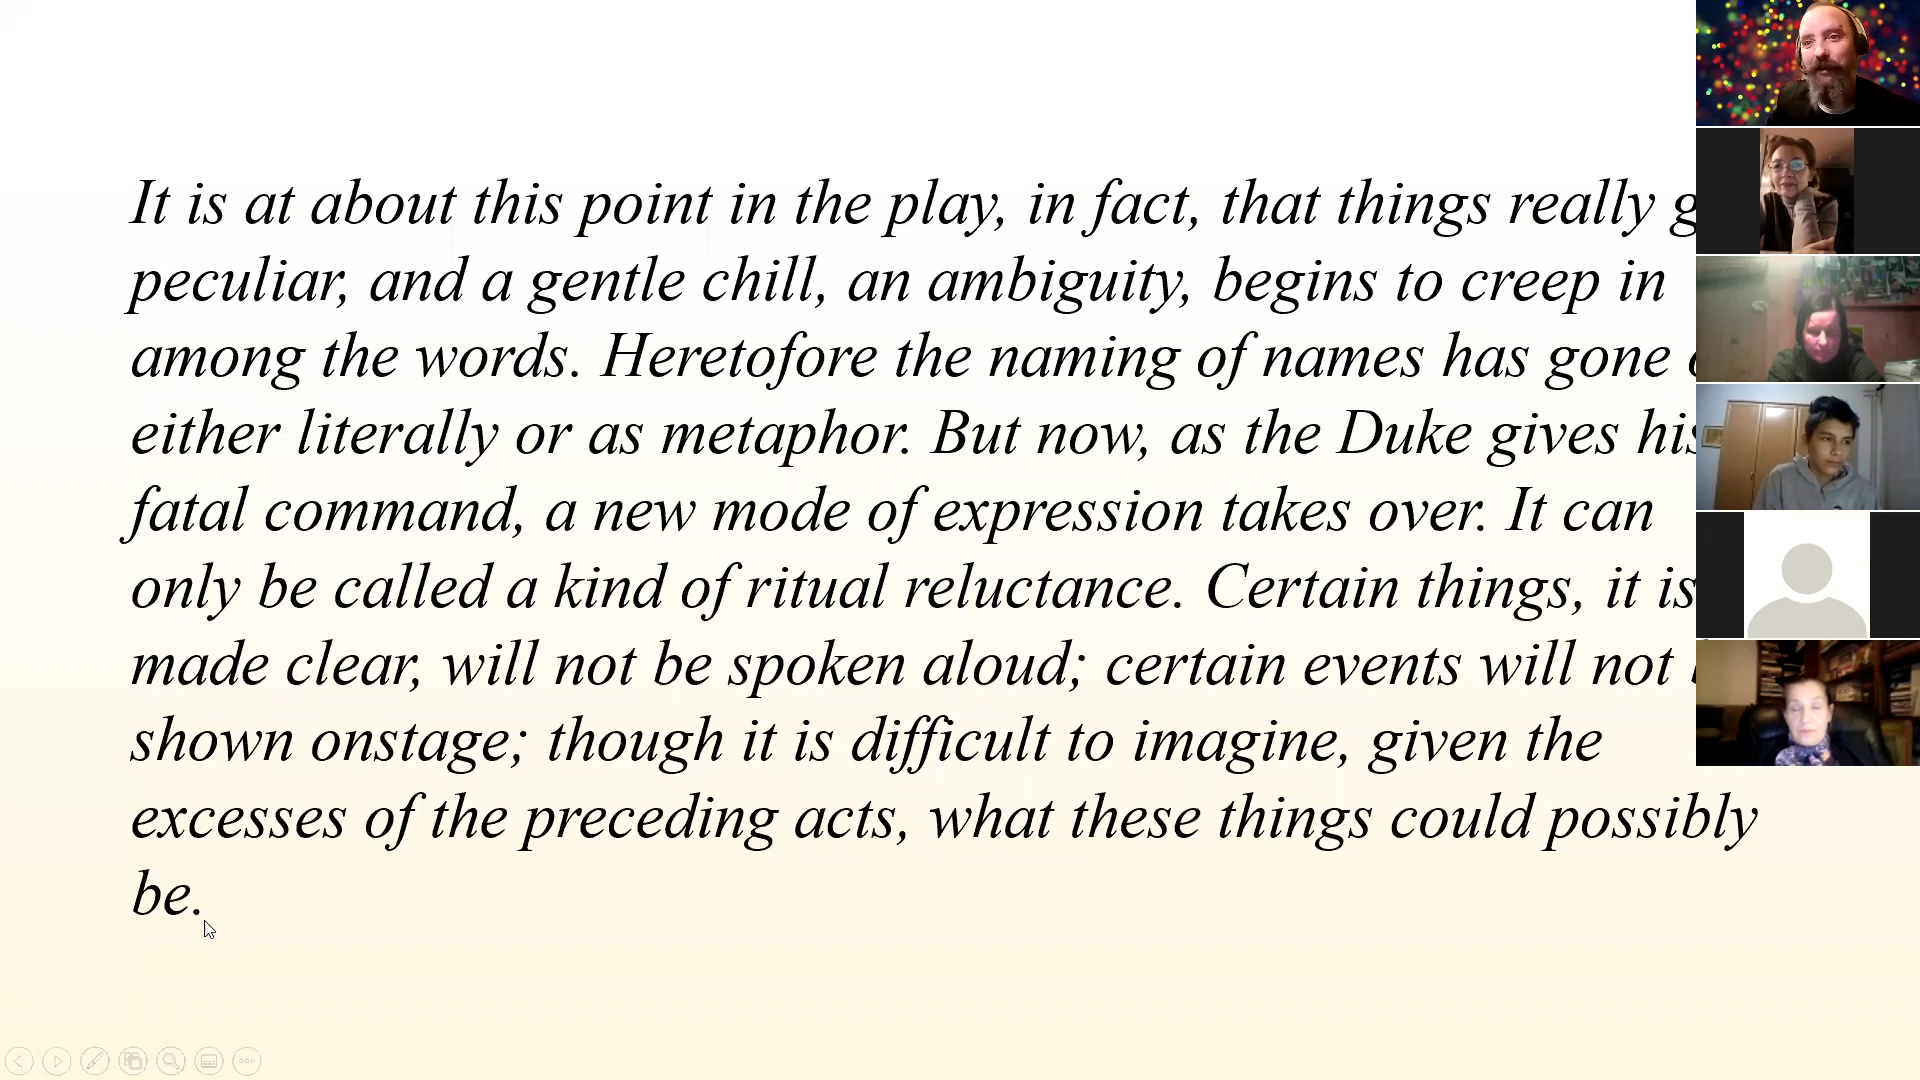 It is at about this point in the play, in fact, that things really
peculiar, and a gentle chill, an ambiguity, begins to creep in
among the words. Heretofore the naming of names has gone
either literally or as metaphor. But now, as the Duke gives his
fatal command, a new mode of expression takes over. It can
only be called a kind of ritual reluctance. Certain things, it is
made clear, will not be spoken aloud; certain events will not
shown onstage; though it is difficult to imagine, given the
excesses of the preceding acts, what these things could possibly
be.